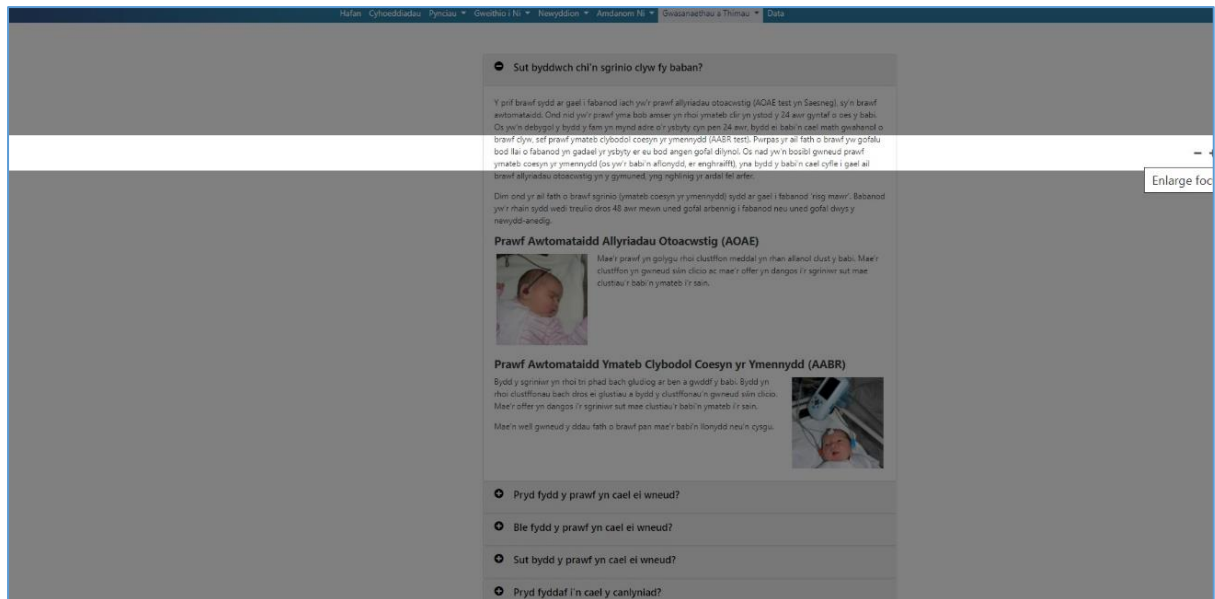 Hafan Cyhoeddiadau Pynciau Gweithio i Ni Newyddion Amdanom Ni Gwasanaethau a Thimau Data
Sut byddwch chi'n sgrinio clyw fy baban?
Y prif brawf sydd ar gael i fabanod iach yw'r prawf allyriadau otoacwstig (AOAE test yn Saesneg), sy'n brawf
awtomataidd. Ond nid yw'r prawf yma bob amser yn rhoi ymateb clir yn ystod y 24 awr gyntaf o oes y babi.
Os yw'n debygol y bydd y fam yn mynd adre o'r ysbyty cyn pen 24 awr, bydd ei babi'n cael math gwahanol o
brawf clyw, sef prawf ymateb clybodol coesyn yr ymennydd (AABR test). Pwrpas yr ail fath o brawf yw gofalu
bod llai o fabanod yn gadael yr ysbyty er eu bod angen gofal dilynol. Os nad yw'n bosibl gwneud prawf
ymateb coesyn yr ymennydd (os yw'r babi'n aflonydd, er enghraifft), yna bydd y babi'n cael cyfle i gael ail
brawf allyriadau otoacwstig yn y gymuned, yng nghlinig yr ardal fel arfer.
Dim ond yr ail fath o brawf sgrinio (ymateb coesyn yr ymennydd) sydd ar gael i fabanod 'risg mawr'. Babanod
yw'r rhain sydd wedi treulio dros 48 awr mewn uned gofal arbennig i fabanod neu uned gofal dwys y
newydd-anedig.
Prawf Awtomataidd Allyriadau Otoacwstig (AOAE)
Mae'r prawf yn golygu rhoi clustffon meddal yn rhan allanol clust y babi. Mae'r
clustffon yn gwneud sŵn clicio ac mae'r offer yn dangos i'r sgriniwr sut mae
clustiau'r babi'n ymateb i'r sain.
Prawf Awtomataidd Ymateb Clybodol Coesyn yr Ymennydd (AABR)
Bydd y sgriniwr yn rhoi tri phad bach gludiog ar ben a gwddf y babi. Bydd yn
rhoi clustffonau bach dros ei glustiau a bydd y clustffonau'n gwneud sŵn clicio.
Mae'r offer yn dangos i'r sgriniwr sut mae clustiau'r babi'n ymateb i'r sain.
Mae'n well gwneud y ddau fath o brawf pan mae'r babi'n llonydd neu'n cysgu.
Pryd fydd y prawf yn cael ei wneud?
Ble fydd y prawf yn cael ei wneud?
Sut bydd y prawf yn cael ei wneud?
Pryd fyddaf i'n cael y canlyniad?
Enlarge foc